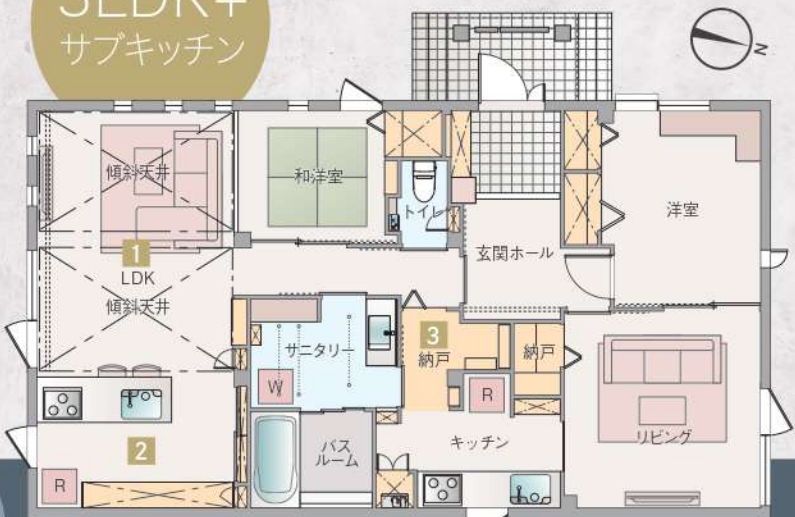 3LDK+
サブキッチン
N
傾斜天井
和洋室
トイレ
洋室
1
LDK
玄関ホール
傾斜天井
サニタリー
3
納戸
納戸
W
R
2
R
バス
ルーム
キッチン
リビング